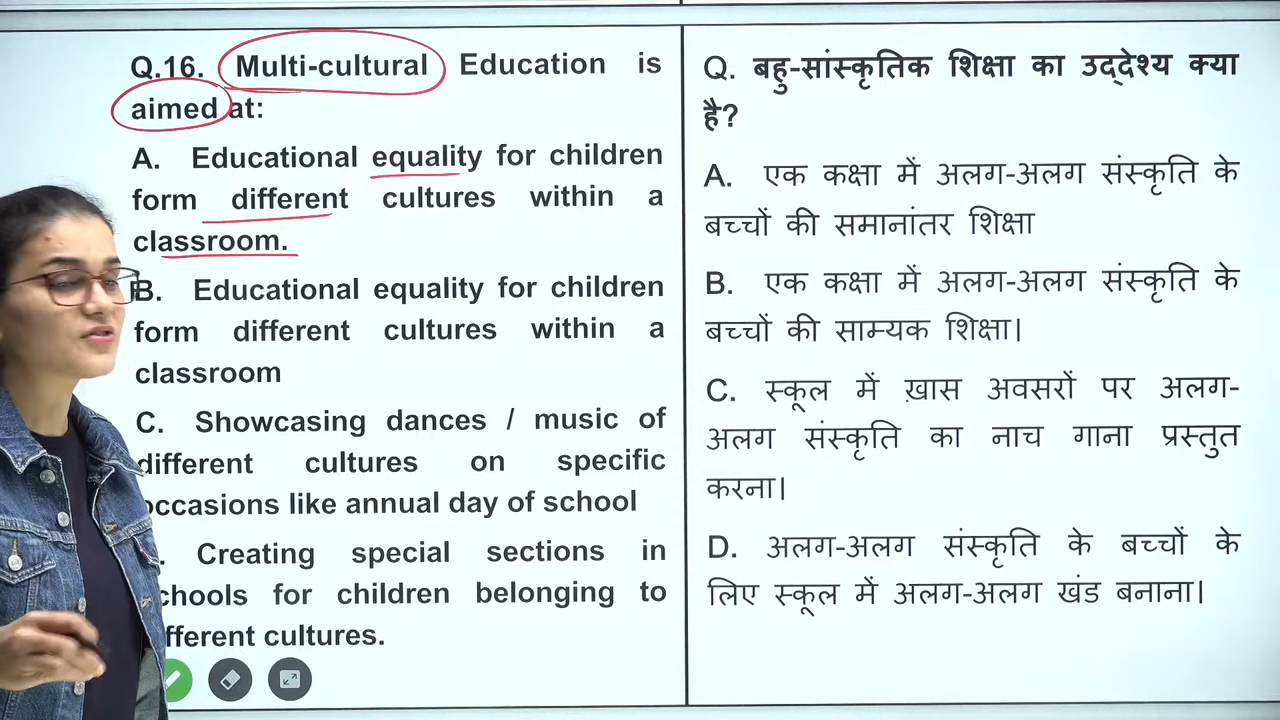 Q.16. Multi-cultural Education is
aimed at:
A. Educational equality for children
form different cultures within a
classroom.
B. Educational equality for children
form different cultures within a
classroom
C. Showcasing dances / music of
different cultures on specific
occasions like annual day of school
. Creating special sections in
chools for children belonging to
fferent cultures.
Q. बहु-सांस्कृतिक शिक्षा का उद्देश्य क्या
है?
A. एक कक्षा में अलग-अलग संस्कृति के
बच्चों की समानांतर शिक्षा
B. एक कक्षा में अलग-अलग संस्कृति के
बच्चों की साम्यक शिक्षा।
C. स्कूल में ख़ास अवसरों पर अलग-
अलग संस्कृति का नाच गाना प्रस्तुत
करना।
D. अलग-अलग संस्कृति के बच्चों के
लिए स्कूल में अलग-अलग खंड बनाना।